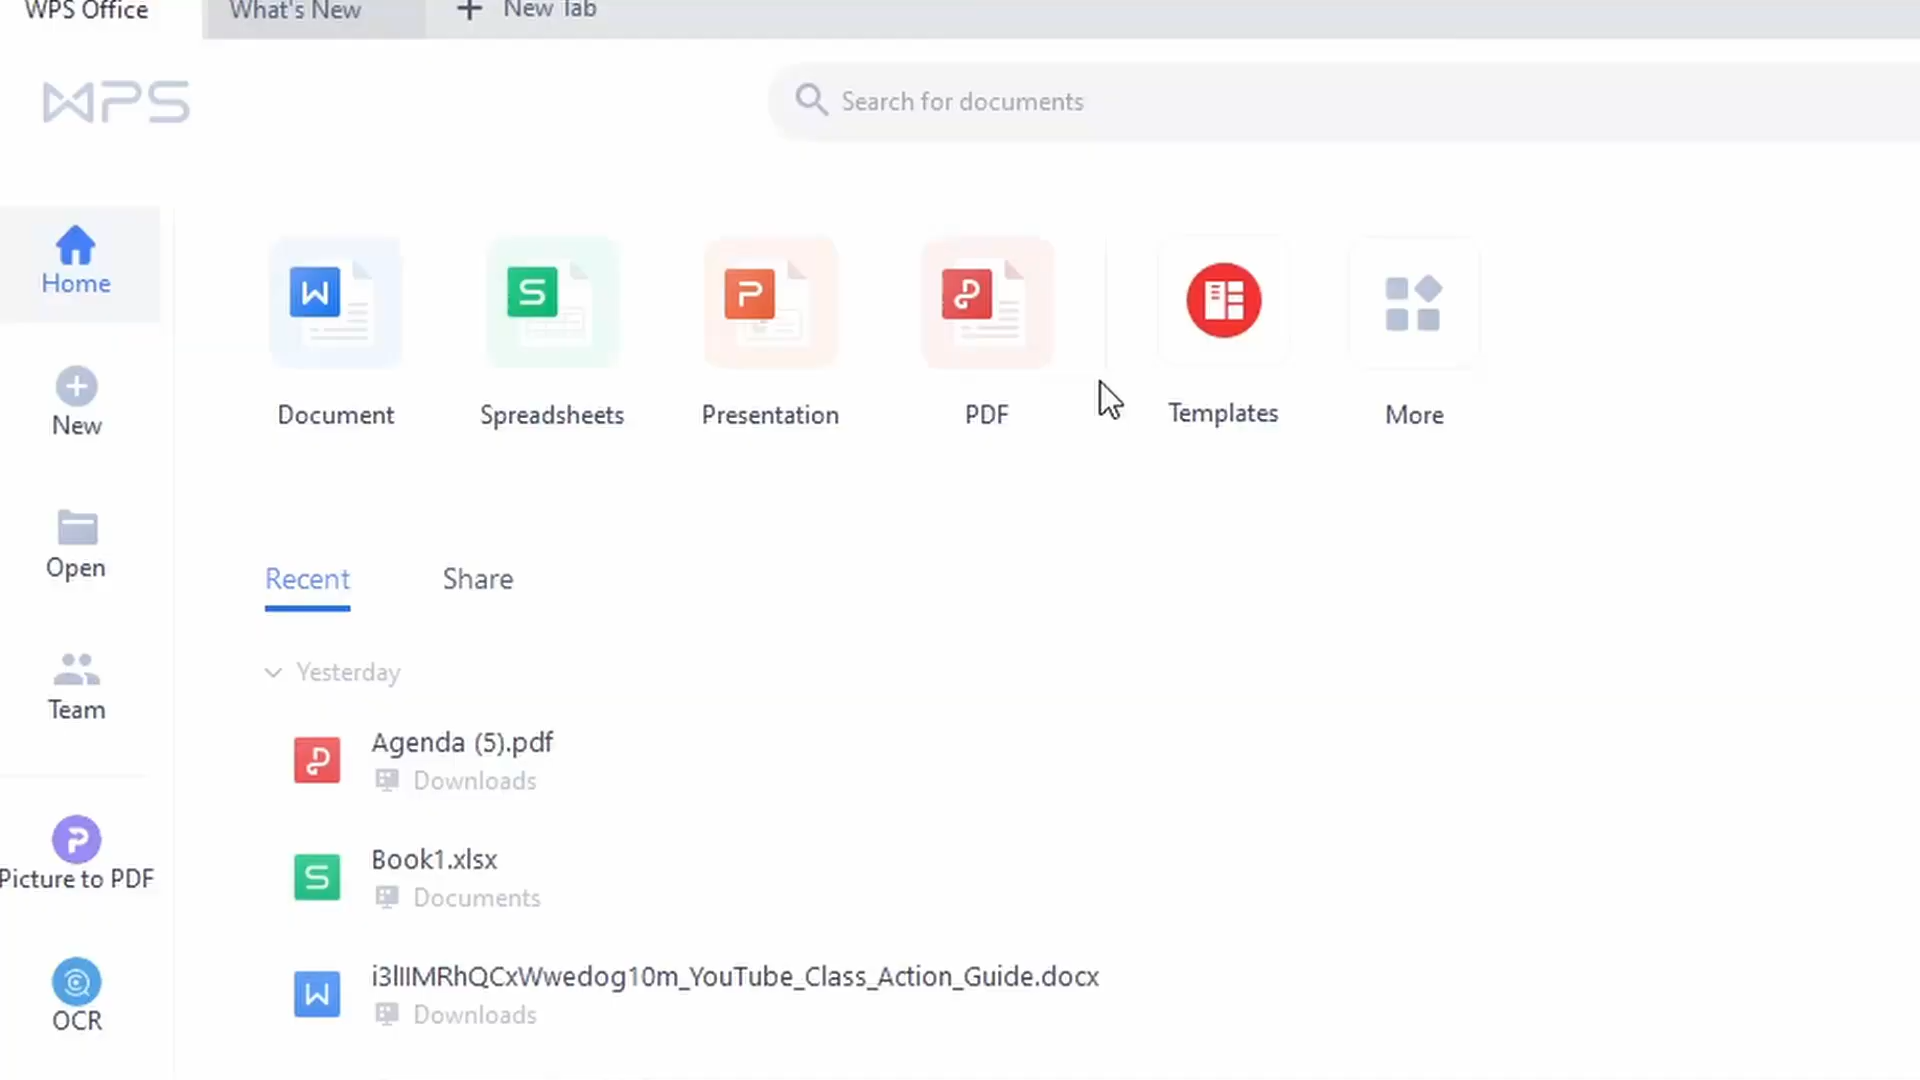 WPS Office What's New New Tab
WPS
Search for documents
Home
New
Open
Team
Picture to PDF
OCR
W Document
S Spreadsheets
P Presentation
PDF
Templates
More
Recent Share
Yesterday
Agenda (5).pdf
Downloads
S Book1.xlsx
Documents
W i3lIIMRhQCxWwedog10m_YouTube_Class_Action_Guide.docx
Downloads